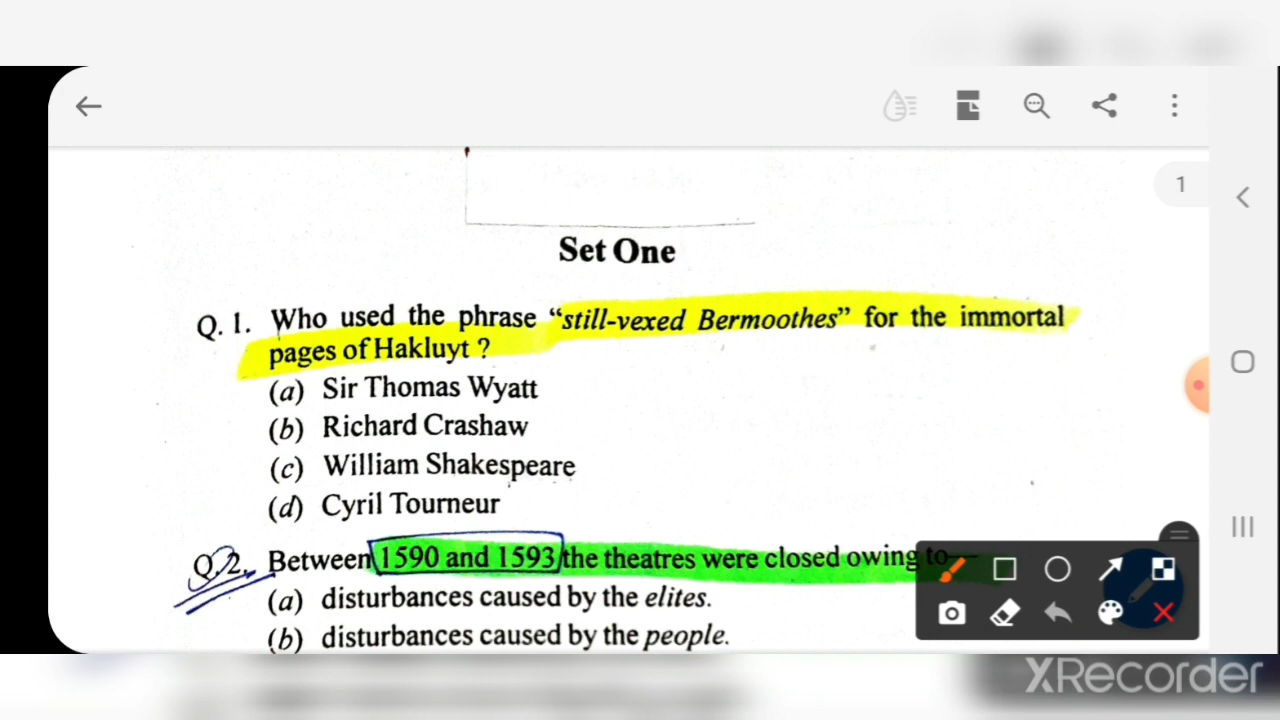 1
Set One
Q. 1. Who used the phrase "still-vexed Bermoothes" for the immortal
pages of Hakluyt ?
(a) Sir Thomas Wyatt
(b) Richard Crashaw
(c) William Shakespeare
(d) Cyril Tourneur
Q.2. Between 1590 and 1593 the theatres were closed owing to
(a) disturbances caused by the elites.
(b) disturbances caused by the people.
XRecorder